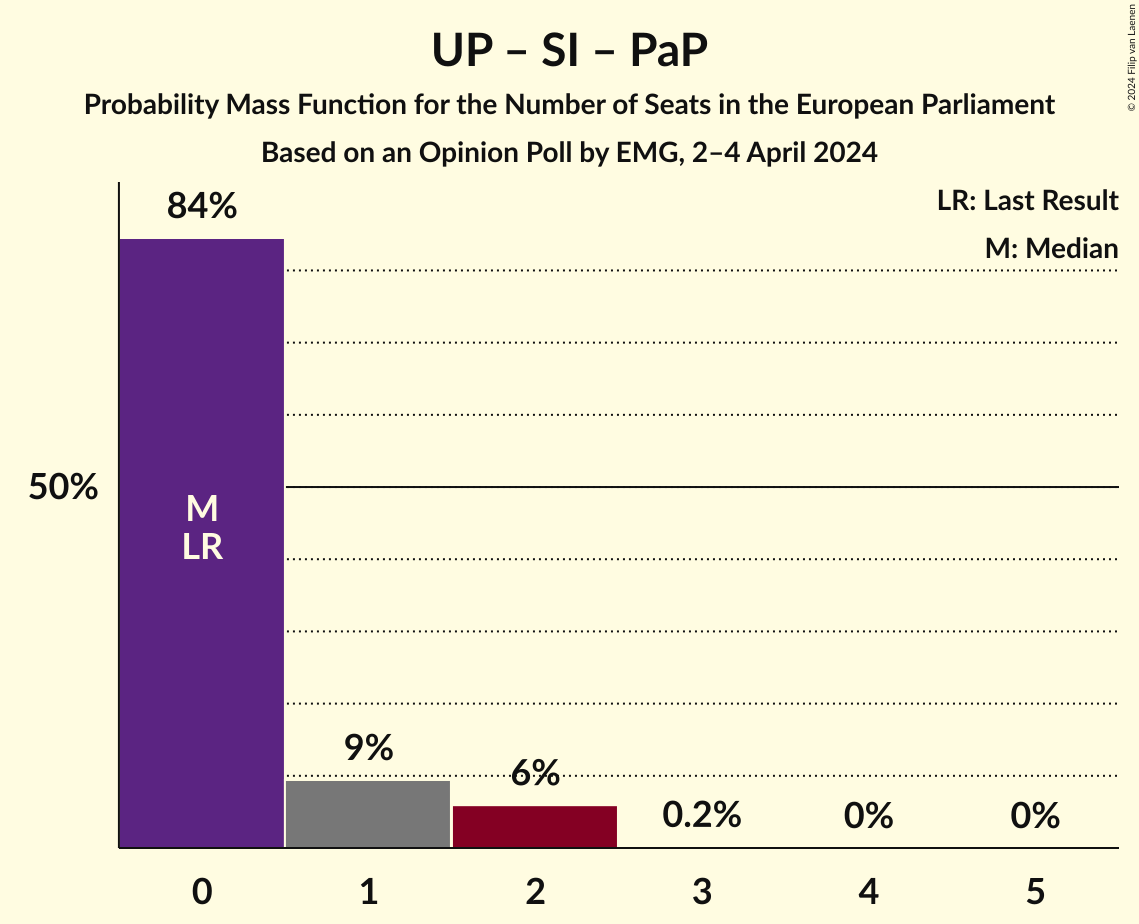 UP – SI – PaP
Probability Mass Function for the Number of Seats in the European Parliament
Based on an Opinion Poll by EMG, 2–4 April 2024
© 2024 Filip van Laenen
LR: Last Result
M: Median
84%
50%
M
LR
9%
6%
0.2%
0%
0%
0
1
2
3
4
5